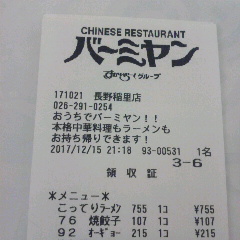 CHINESE RESTAURANT
バーミヤン
すかいらーくグループ
171021 長野稲里店
026-291-0254
おうちでバーミヤン！！
本格中華料理もラーメンも
お持ち帰りできます！
2017/12/15 21:18 93-00531 1名
3-6
領収証
*メニュー*
こってりラーメン 755 1コ ¥755
76 焼餃子 107 1コ ¥107
92 オーギョー 215 1コ ¥215